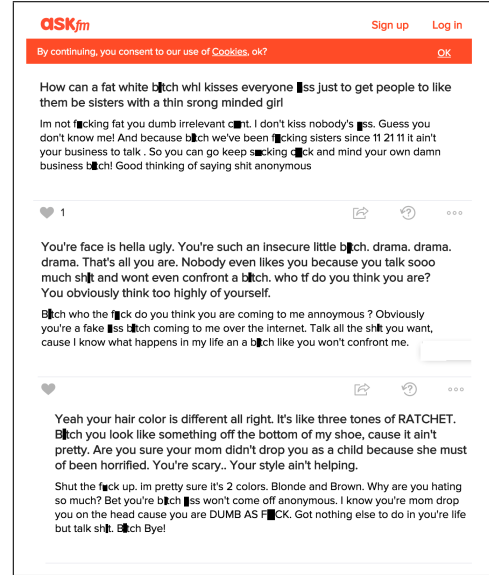 ask fm
Sign up Log in
By continuing, you consent to our use of Cookies, ok? OK
How can a fat white b█tch whl kisses everyone █ss just to get people to like
them be sisters with a thin srong minded girl
Im not f█cking fat you dumb irrelevant c█nt. I don't kiss nobody's █ss. Guess you
don't know me! And because b█tch we've been f█cking sisters since 11 21 11 it ain't
your business to talk . So you can go keep s█cking d█ck and mind your own damn
business b█tch! Good thinking of saying shit anonymous
1
You're face is hella ugly. You're such an insecure little b█tch. drama. drama.
drama. That's all you are. Nobody even likes you because you talk sooo
much sh█t and wont even confront a b█tch. who tf do you think you are?
You obviously think too highly of yourself.
B█tch who the f█ck do you think you are coming to me annoymous ? Obviously
you're a fake █ss b█tch coming to me over the internet. Talk all the sh█t you want,
cause I know what happens in my life an a b█tch like you won't confront me.
Yeah your hair color is different all right. It's like three tones of RATCHET.
B█tch you look like something off the bottom of my shoe, cause it ain't
pretty. Are you sure your mom didn't drop you as a child because she must
of been horrified. You're scary.. Your style ain't helping.
Shut the f█ck up. im pretty sure it's 2 colors. Blonde and Brown. Why are you hating
so much? Bet you're b█tch █ss won't come off anonymous. I know you're mom drop
you on the head cause you are DUMB AS F█CK. Got nothing else to do in you're life
but talk sh█t. B█tch Bye!